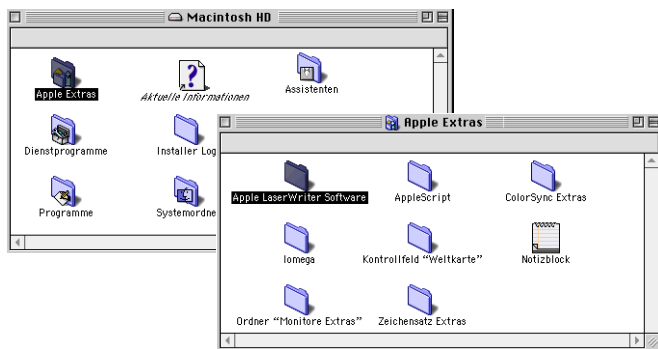 Macintosh HD
Apple Extras
Aktuelle Informationen
Assistenten
Dienstprogramme
Installer Log
Programme
Systemordne
Apple Extras
Apple LaserWriter Software
AppleScript
ColorSync Extras
Iomega
Kontrollfeld “Weltkarte”
Notizblock
Ordner “Monitore Extras”
Zeichensatz Extras